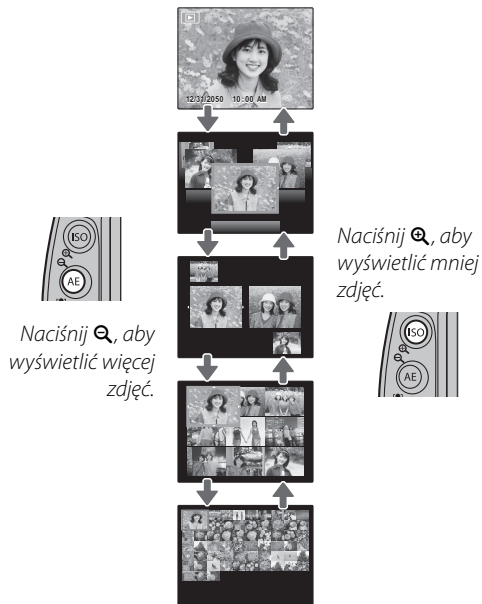 12/31/2050 10:00 AM
ISO
AE
Naciśnij , aby
wyświetlić więcej
zdjęć.
Naciśnij , aby
wyświetlić mniej
zdjęć.
ISO
AE